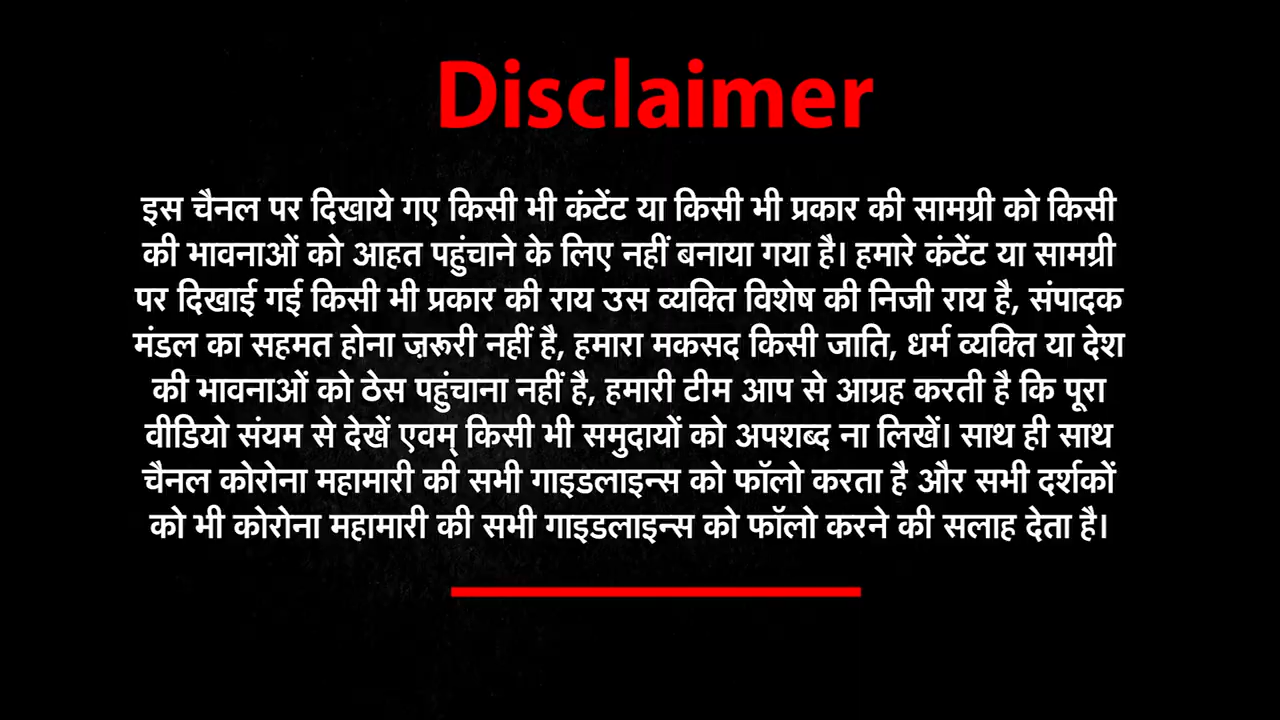 Disclaimer
इस चैनल पर दिखाये गए किसी भी कंटेंट या किसी भी प्रकार की सामग्री को किसी
की भावनाओं को आहत पहुंचाने के लिए नहीं बनाया गया है। हमारे कंटेंट या सामग्री
पर दिखाई गई किसी भी प्रकार की राय उस व्यक्ति विशेष की निजी राय है, संपादक
मंडल का सहमत होना ज़रूरी नहीं है, हमारा मकसद किसी जाति, धर्म व्यक्ति या देश
की भावनाओं को ठेस पहुंचाना नहीं है, हमारी टीम आप से आग्रह करती है कि पूरा
वीडियो संयम से देखें एवम् किसी भी समुदायों को अपशब्द ना लिखें। साथ ही साथ
चैनल कोरोना महामारी की सभी गाइडलाइन्स को फॉलो करता है और सभी दर्शकों
को भी कोरोना महामारी की सभी गाइडलाइन्स को फॉलो करने की सलाह देता है।